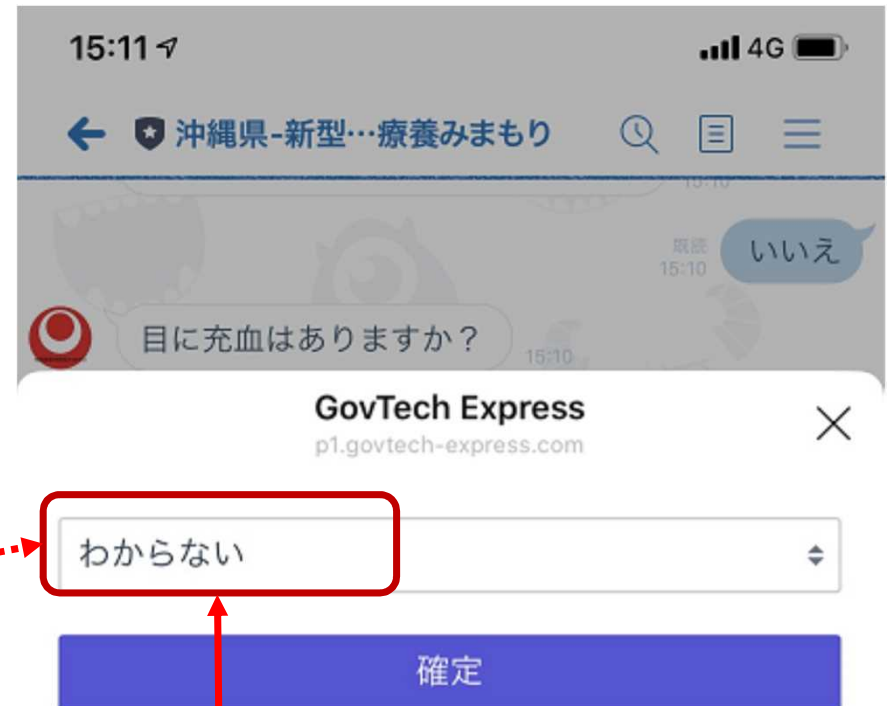 15:11
4G
沖縄県-新型…療養みまもり
15:10
既読
15:10
いいえ
目に充血はありますか？
15:10
GovTech Express
p1.govtech-express.com
わからない
確定